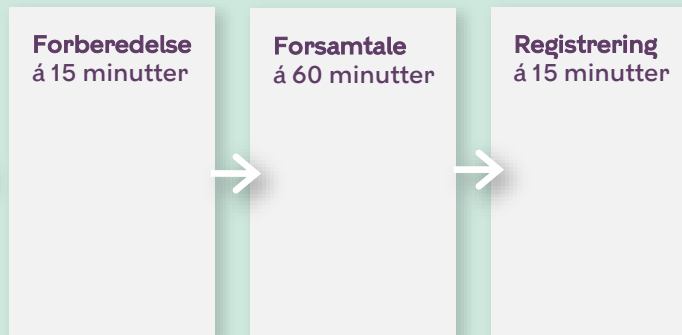 Forberedelse
á 15 minutter
Forsamtale
á 60 minutter
Registrering
á 15 minutter